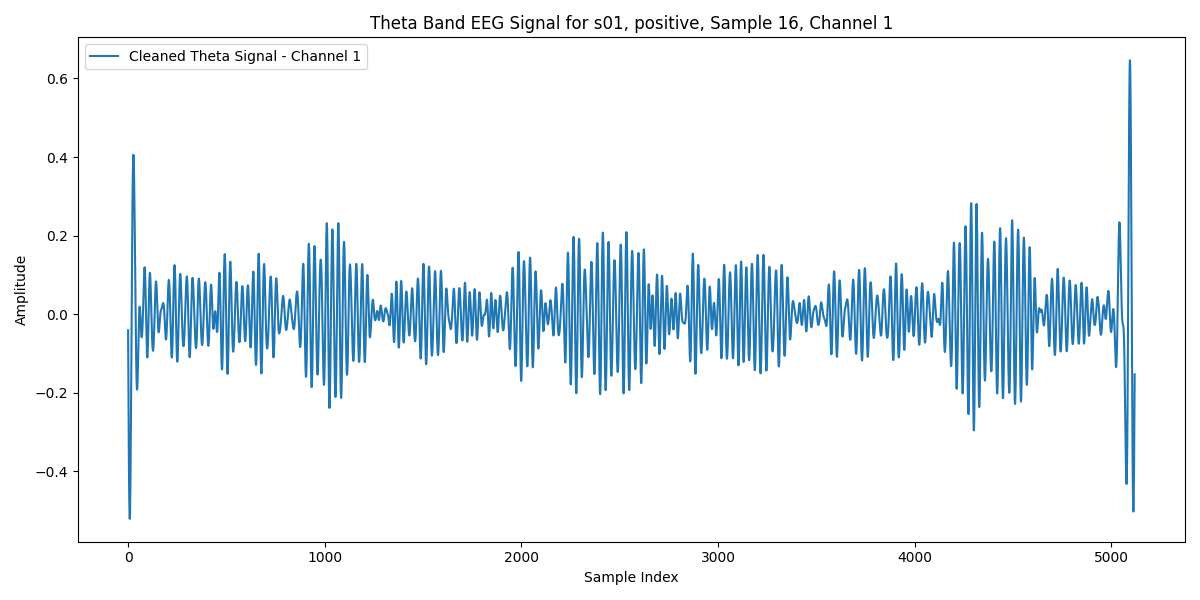 Theta Band EEG Signal for s01, positive, Sample 16, Channel 1
Cleaned Theta Signal - Channel 1
Amplitude
0.6
0.4
0.2
0.0
−0.2
−0.4
0 1000 2000 3000 4000 5000
Sample Index